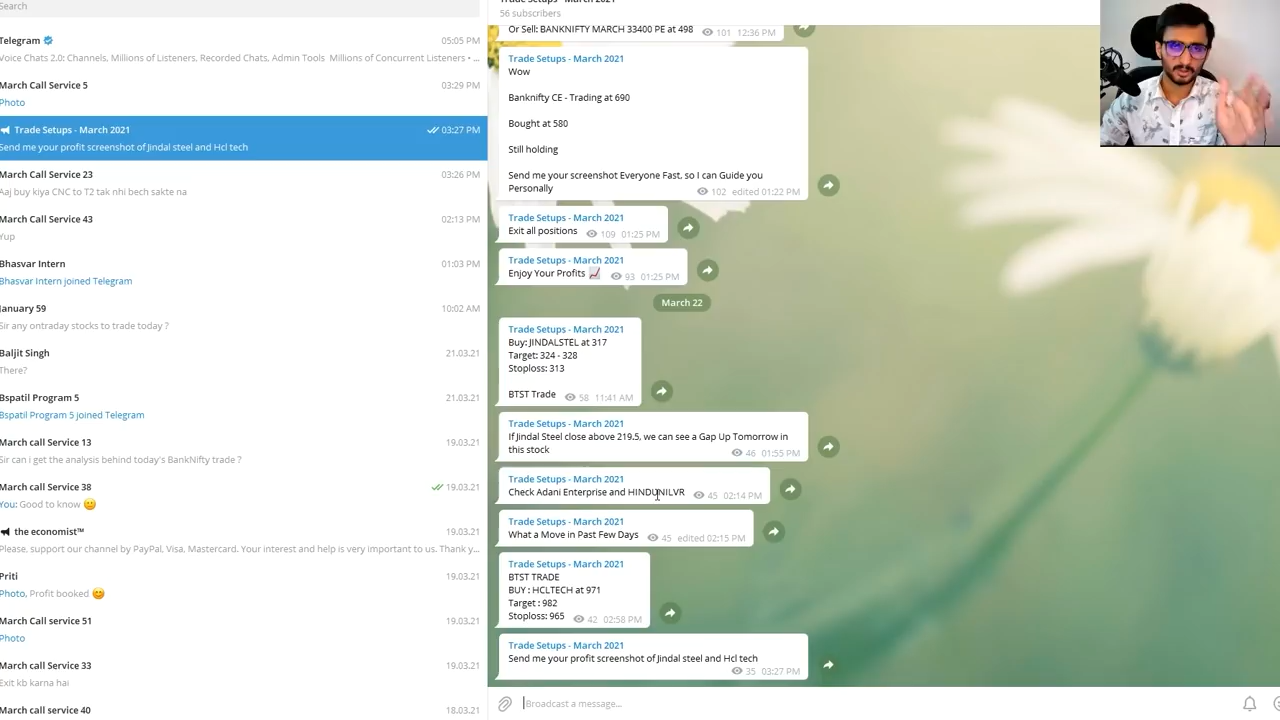 Search
Telegram
05:05 PM
Voice Chats 2.0: Channels, Millions of Listeners, Recorded Chats, Admin Tools Millions of Concurrent Listeners • ...
March Call Service 5
03:29 PM
Photo
Trade Setups - March 2021
03:27 PM
Send me your profit screenshot of Jindal steel and Hcl tech
March Call Service 23
03:26 PM
Aaj buy kiya CNC to T2 tak nhi bech sakte na
March Call Service 43
02:13 PM
Yup
Bhasvar Intern
01:03 PM
Bhasvar Intern joined Telegram
January 59
10:02 AM
Sir any ontraday stocks to trade today ?
Baljit Singh
21.03.21
There?
Bspatil Program 5
21.03.21
Bspatil Program 5 joined Telegram
March call Service 13
19.03.21
Sir can i get the analysis behind today's BankNifty trade ?
March call Service 38
19.03.21
You: Good to know 🙂
the economist™
19.03.21
Please, support our channel by PayPal, Visa, Mastercard. Your interest and help is very important to us. Thank y...
Priti
19.03.21
Photo, Profit booked 😊
March Call service 51
19.03.21
Photo
March call Service 33
19.03.21
Exit kb karna hai
March call service 40
18.03.21
Trade Setups - March 2021
56 subscribers
Or Sell: BANKNIFTY MARCH 33400 PE at 498
101 12:36 PM
Trade Setups - March 2021
Wow
Banknifty CE - Trading at 690
Bought at 580
Still holding
Send me your screenshot Everyone Fast, so I can Guide you
Personally
102 edited 01:22 PM
Trade Setups - March 2021
Exit all positions
109 01:25 PM
Trade Setups - March 2021
Enjoy Your Profits 📈
93 01:25 PM
March 22
Trade Setups - March 2021
Buy: JINDALSTEL at 317
Target: 324 - 328
Stoploss: 313
BTST Trade
58 11:41 AM
Trade Setups - March 2021
If Jindal Steel close above 219.5, we can see a Gap Up Tomorrow in
this stock
46 01:55 PM
Trade Setups - March 2021
Check Adani Enterprise and HINDUNILVR
45 02:14 PM
Trade Setups - March 2021
What a Move in Past Few Days
45 edited 02:15 PM
Trade Setups - March 2021
BTST TRADE
BUY : HCLTECH at 971
Target : 982
Stoploss: 965
42 02:58 PM
Trade Setups - March 2021
Send me your profit screenshot of Jindal steel and Hcl tech
35 03:27 PM
Broadcast a message...